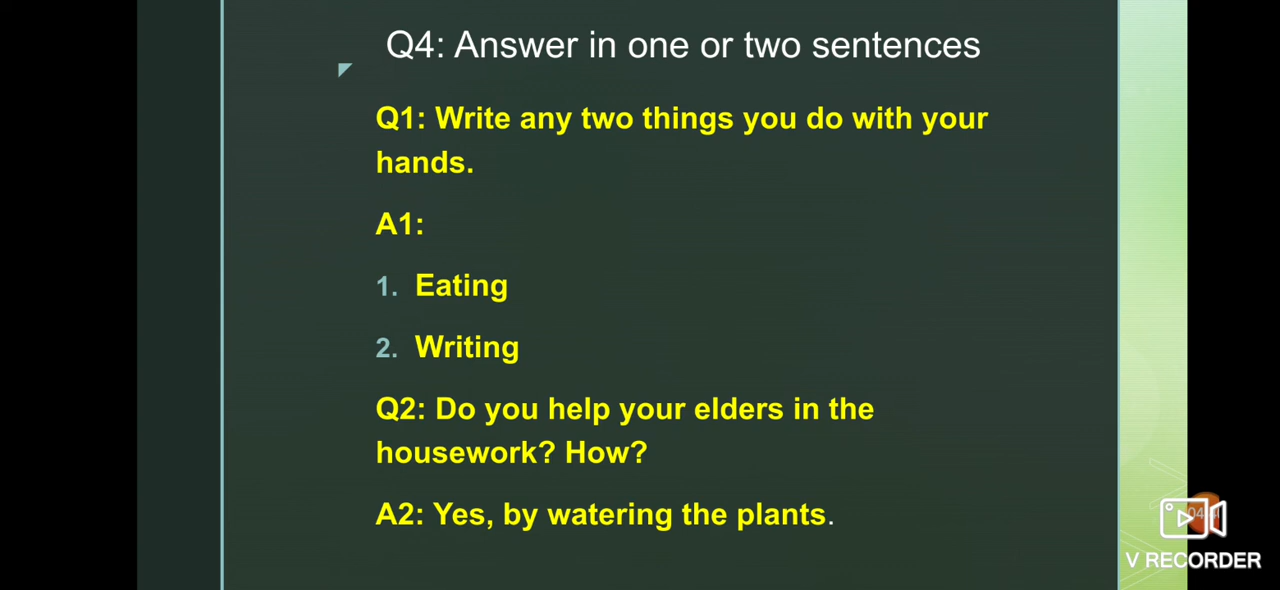 Q4: Answer in one or two sentences
Q1: Write any two things you do with your
hands.
A1:
1. Eating
2. Writing
Q2: Do you help your elders in the
housework? How?
A2: Yes, by watering the plants.
V RECORDER